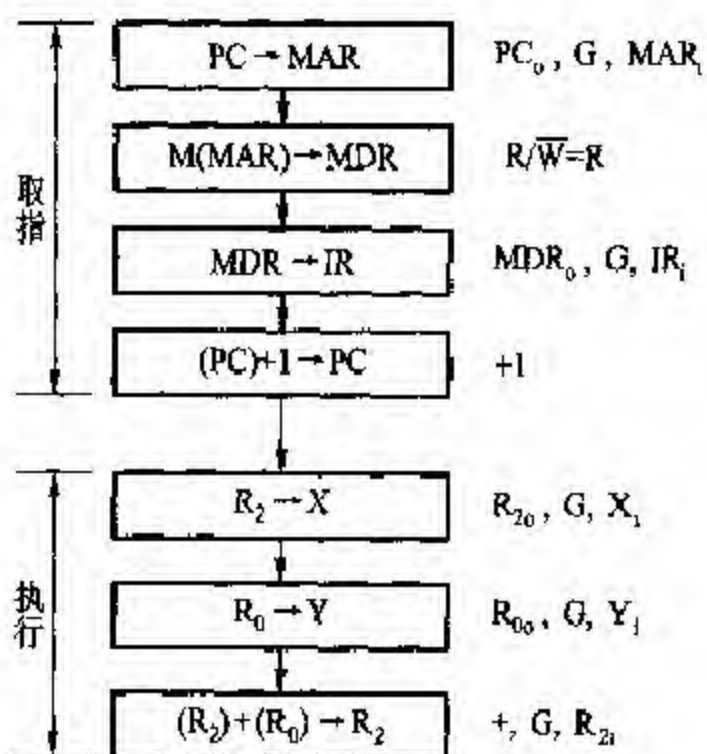 PC→MAR PC₀, G, MARᵢ
M(MAR)→MDR R/W̅=R
取指
MDR→IR MDR₀, G, IRᵢ
(PC)+1→PC +1
R₂→X R₂₀, G, Xᵢ
执行
R₀→Y R₀₀, G, Yᵢ
(R₂)+(R₀)→R₂ +, G, R₂ᵢ